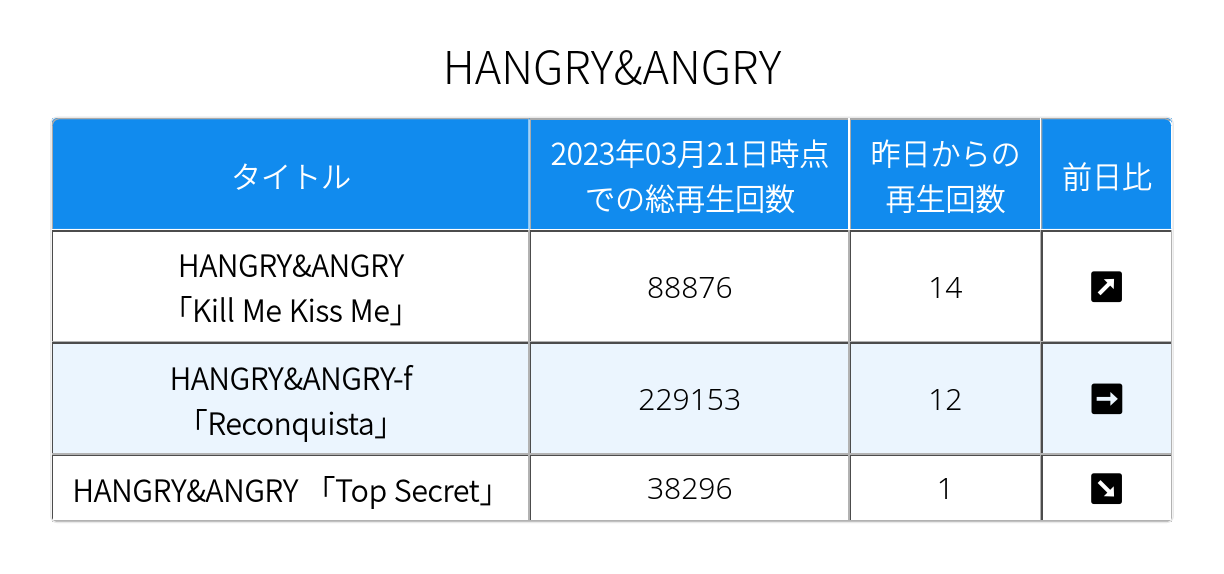 HANGRY&ANGRY
タイトル
2023年03月21日時点
での総再生回数
昨日からの
再生回数
前日比
HANGRY&ANGRY
「Kill Me Kiss Me」
88876
14
↗
HANGRY&ANGRY-f
「Reconquista」
229153
12
→
HANGRY&ANGRY 「Top Secret」
38296
1
↘